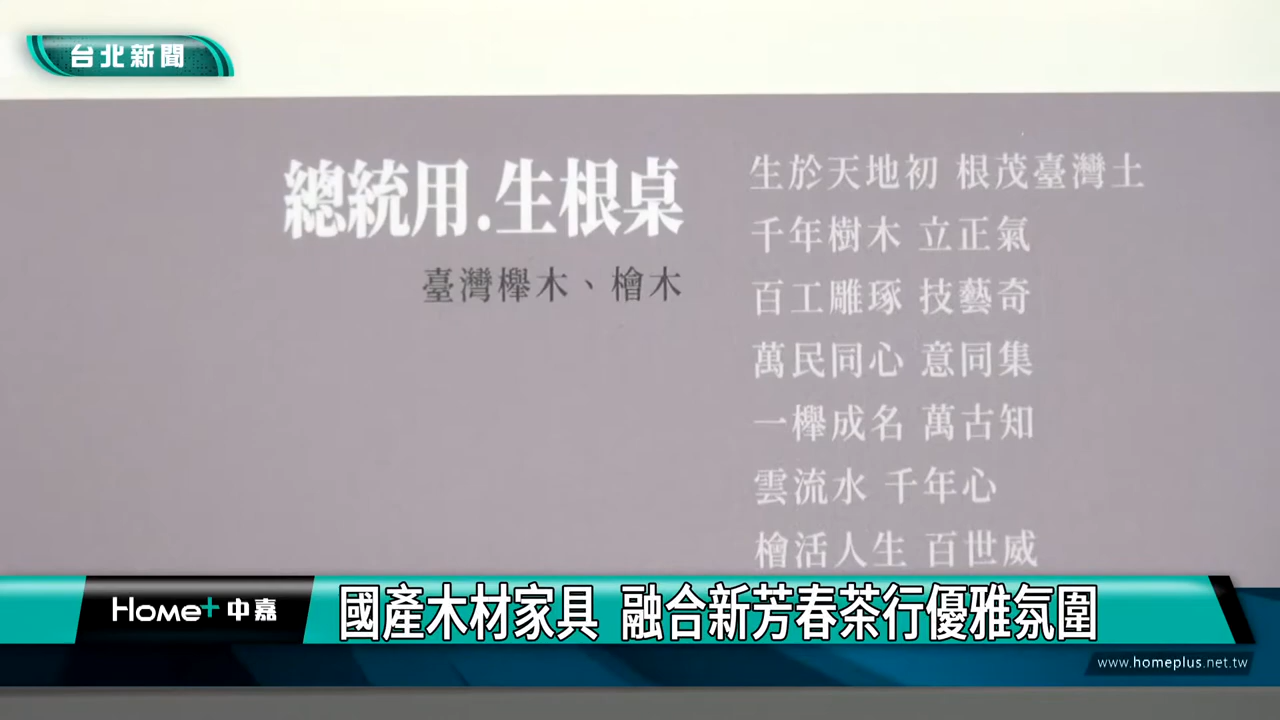 台北新聞
總統用.生根桌
臺灣櫸木、檜木
生於天地初 根茂臺灣土
千年樹木 立正氣
百工雕琢 技藝奇
萬民同心 意同集
一櫸成名 萬古知
雲流水 千年心
檜活人生 百世威
Home+中嘉
國產木材家具 融合新芳春茶行優雅氛圍
www.homeplus.net.tw